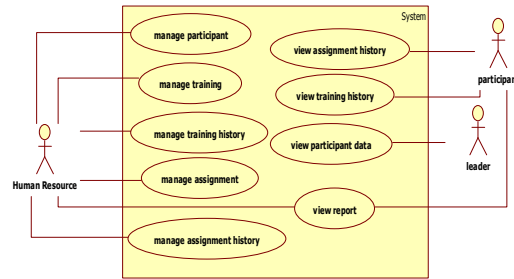 System
manage participant
view assignment history
manage training
view training history
participant
manage training history
view participant data
leader
Human Resource
manage assignment
view report
manage assignment history